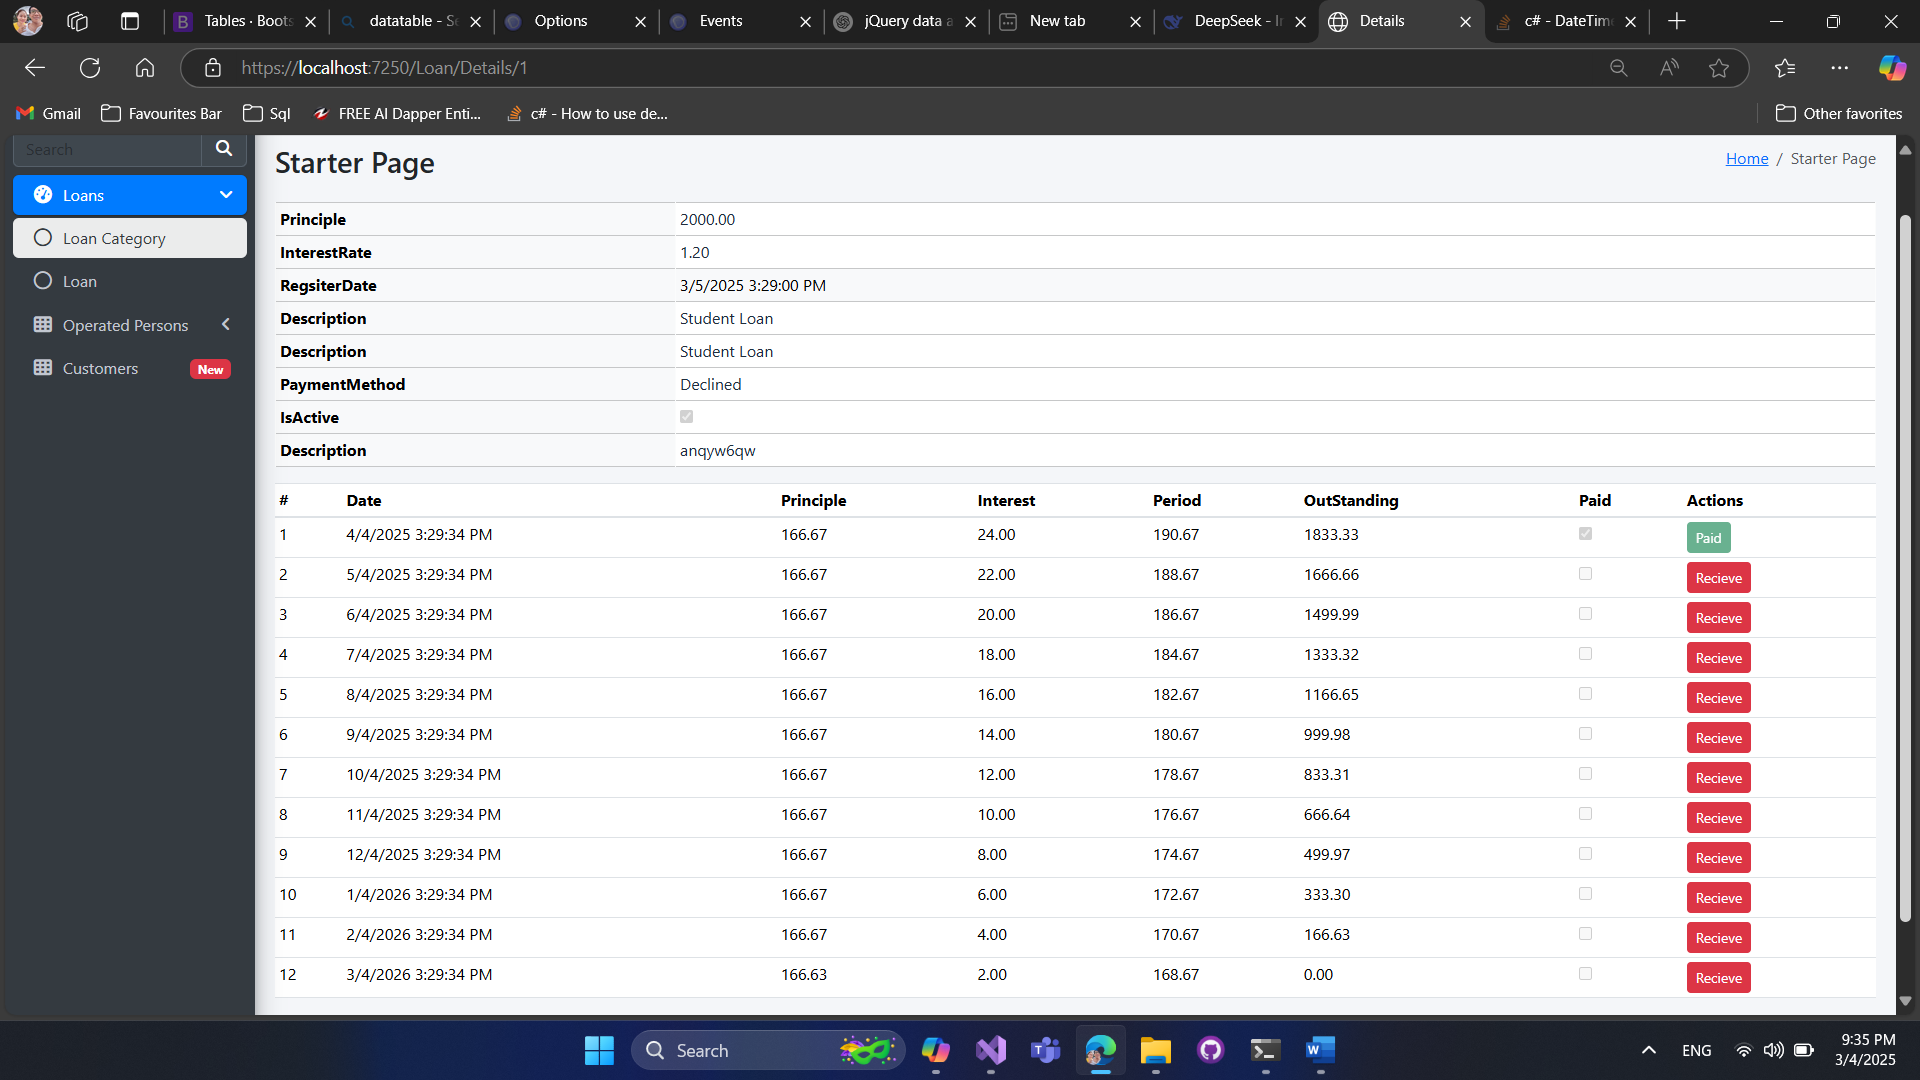 Tables · Boots
datatable - Se
Options
Events
jQuery data a
New tab
DeepSeek - In
Details
c# - DateTim
https://localhost:7250/Loan/Details/1
Gmail
Favourites Bar
Sql
FREE AI Dapper Enti...
c# - How to use de...
Other favorites
Search
Loans
Loan Category
Loan
Operated Persons
Customers New
Starter Page
Home / Starter Page
Principle 2000.00
InterestRate 1.20
RegsiterDate 3/5/2025 3:29:00 PM
Description Student Loan
Description Student Loan
PaymentMethod Declined
IsActive
Description anqyw6qw
# Date Principle Interest Period OutStanding Paid Actions
1 4/4/2025 3:29:34 PM 166.67 24.00 190.67 1833.33 Paid
2 5/4/2025 3:29:34 PM 166.67 22.00 188.67 1666.66 Recieve
3 6/4/2025 3:29:34 PM 166.67 20.00 186.67 1499.99 Recieve
4 7/4/2025 3:29:34 PM 166.67 18.00 184.67 1333.32 Recieve
5 8/4/2025 3:29:34 PM 166.67 16.00 182.67 1166.65 Recieve
6 9/4/2025 3:29:34 PM 166.67 14.00 180.67 999.98 Recieve
7 10/4/2025 3:29:34 PM 166.67 12.00 178.67 833.31 Recieve
8 11/4/2025 3:29:34 PM 166.67 10.00 176.67 666.64 Recieve
9 12/4/2025 3:29:34 PM 166.67 8.00 174.67 499.97 Recieve
10 1/4/2026 3:29:34 PM 166.67 6.00 172.67 333.30 Recieve
11 2/4/2026 3:29:34 PM 166.67 4.00 170.67 166.63 Recieve
12 3/4/2026 3:29:34 PM 166.63 2.00 168.67 0.00 Recieve
Search
ENG
9:35 PM
3/4/2025